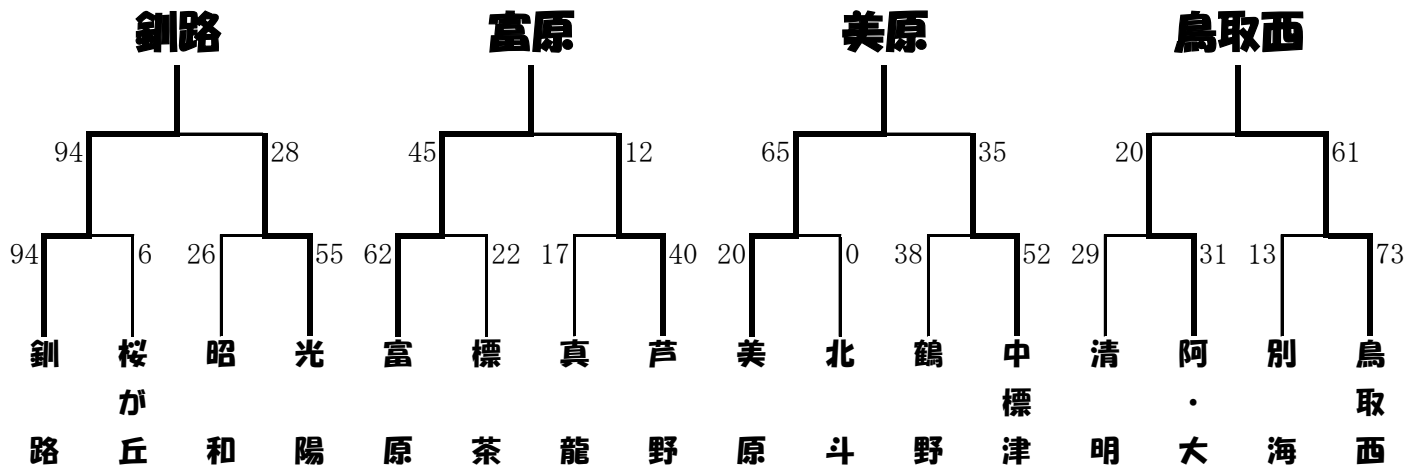 釧路 富原 美原 鳥取西
94 28 45 12 65 35 20 61
94 6 26 55 62 22 17 40 20 0 38 52 29 31 13 73
釧路 桜が丘 昭和 光陽 富原 標茶 真龍 芦野 美原 北斗 鶴野 中標津 清明 阿・大 別海 鳥取西